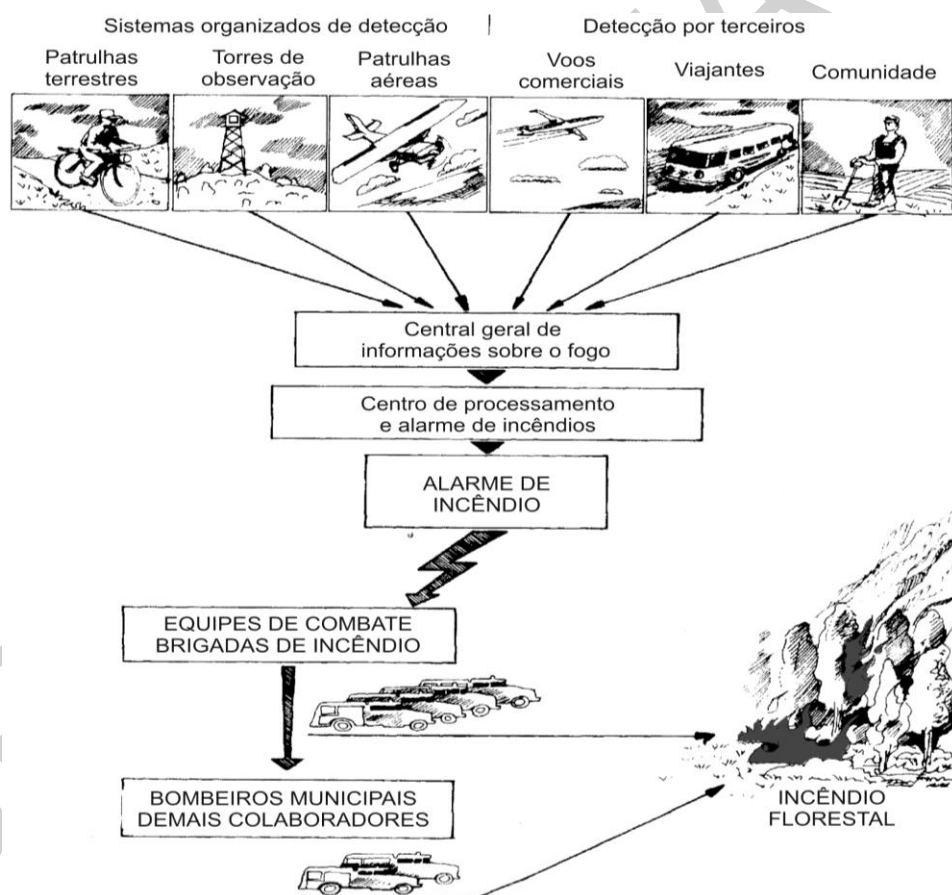 Sistemas organizados de detecção
Detecção por terceiros
Patrulhas
terrestres
Torres de
observação
Patrulhas
aéreas
Voos
comerciais
Viajantes
Comunidade
Central geral de
informações sobre o fogo
Centro de processamento
e alarme de incêndios
ALARME DE
INCÊNDIO
EQUIPES DE COMBATE
BRIGADAS DE INCÊNDIO
BOMBEIROS MUNICIPAIS
DEMAIS COLABORADORES
INCÊNDIO
FLORESTAL